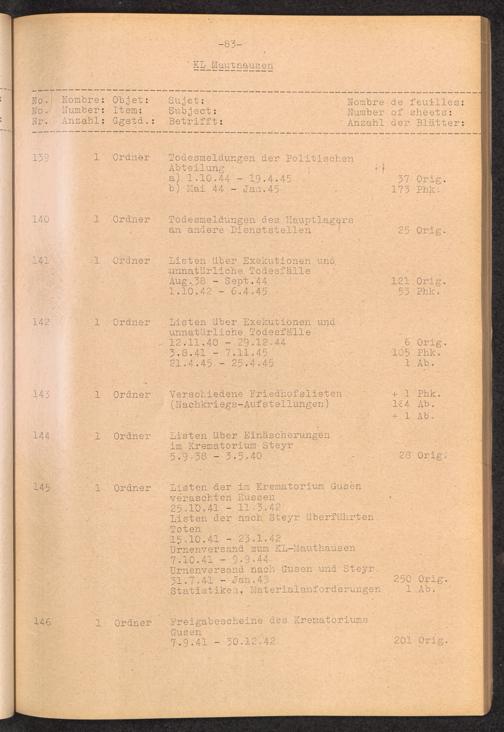 -83-
KL Mauthausen
No. Nombre: Objet: Sujet: Nombre de feuilles:
No. Number: Item: Subject: Number of sheets:
Nr. Anzahl: Ggstd.: Betrifft: Anzahl der Blätter:
139 1 Ordner Todesmeldungen der Politischen
Abteilung
a) 1.10.44 - 19.4.45 37 Orig.
b) Mai 44 - Jan.45 173 Phk.
140 1 Ordner Todesmeldungen des Hauptlagers
an andere Dienststellen 25 Orig.
141 1 Ordner Listen über Exekutionen und
unnatürliche Todesfälle
Aug.38 - Sept.44 121 Orig.
1.10.42 - 6.4.45 53 Phk.
142 1 Ordner Listen über Exekutionen und
unnatürliche Todesfälle
12.11.40 - 29.12.44 6 Orig.
3.8.41 - 7.11.45 105 Phk.
21.4.45 - 25.4.45 1 Ab.
143 1 Ordner Verschiedene Friedhofslisten + 1 Phk.
(Nachkriegs-Aufstellungen) 184 Ab.
+ 1 Ab.
144 1 Ordner Listen über Einäscherungen
im Krematorium Steyr
5.9.38 - 3.5.40 28 Orig.
145 1 Ordner Listen der im Krematorium Gusen
veraschten Russen
25.10.41 - 11.3.42
Listen der nach Steyr überführten
Toten
15.10.41 - 23.1.42
Urnenversand zum KL-Mauthausen
7.10.41 - 9.9.44
Urnenversand nach Gusen und Steyr
31.7.41 - Jan.43 250 Orig.
Statistiken, Materialanforderungen 1 Ab.
146 1 Ordner Freigabescheine des Krematoriums
Gusen
7.9.41 - 30.12.42 201 Orig.